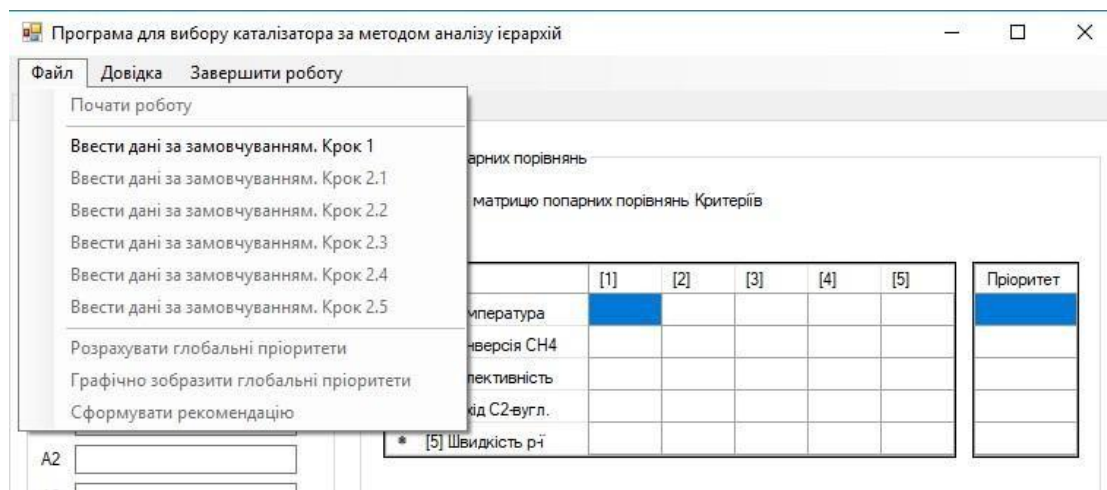 Програма для вибору каталізатора за методом аналізу ієрархій
Файл Довідка Завершити роботу
Почати роботу
Ввести дані за замовчуванням. Крок 1
Ввести дані за замовчуванням. Крок 2.1
Ввести дані за замовчуванням. Крок 2.2
Ввести дані за замовчуванням. Крок 2.3
Ввести дані за замовчуванням. Крок 2.4
Ввести дані за замовчуванням. Крок 2.5
Розрахувати глобальні пріоритети
Графічно зобразити глобальні пріоритети
Сформувати рекомендацію
арних порівнянь
матрицю попарних порівнянь Критеріїв
[1] [2] [3] [4] [5] Пріоритет
мпература
нверсія CH4
лективність
хід С2-вугл.
* [5] Швидкість р-ї
A2